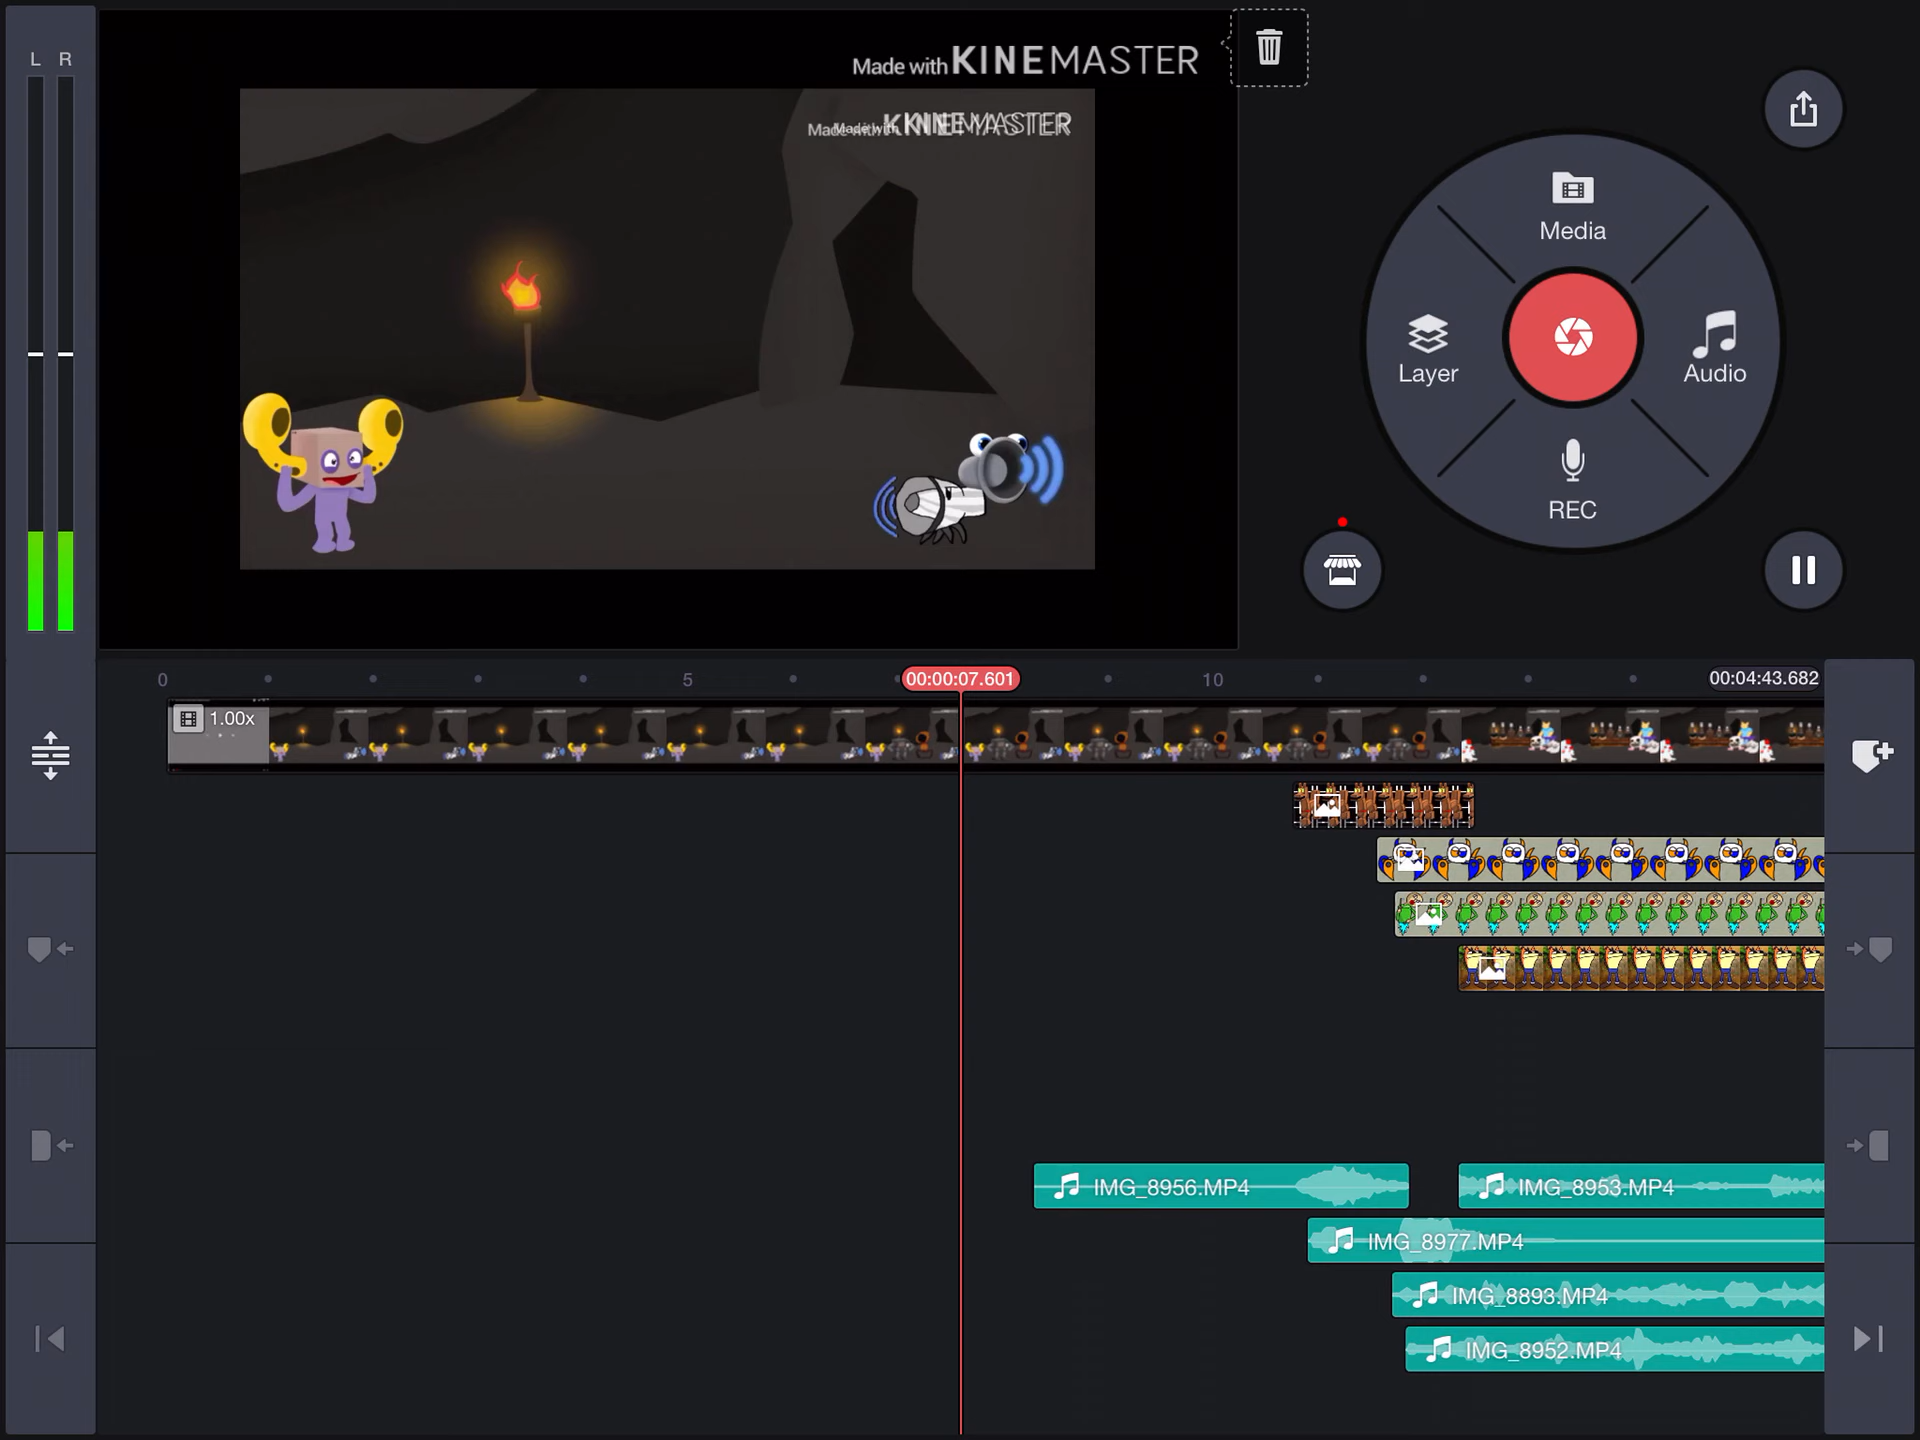 L R
Made with KINEMASTER
Media
Layer
Audio
REC
0
5
00:00:07.601
10
00:04:43.682
1.00x
IMG_8956.MP4
IMG_8953.MP4
IMG_8977.MP4
IMG_8893.MP4
IMG_8952.MP4